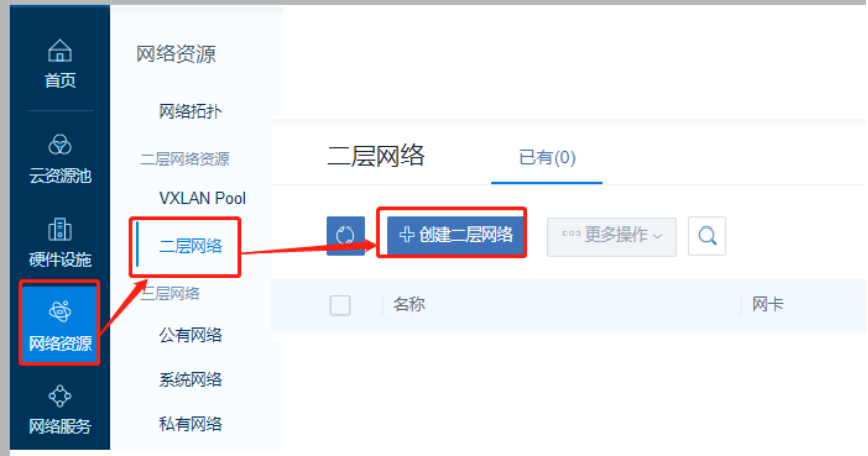 首页
云资源池
硬件设施
网络资源
网络服务
网络资源
网络拓扑
二层网络资源
VXLAN Pool
二层网络
三层网络
公有网络
系统网络
私有网络
二层网络
已有(0)
创建二层网络
更多操作
名称
网卡